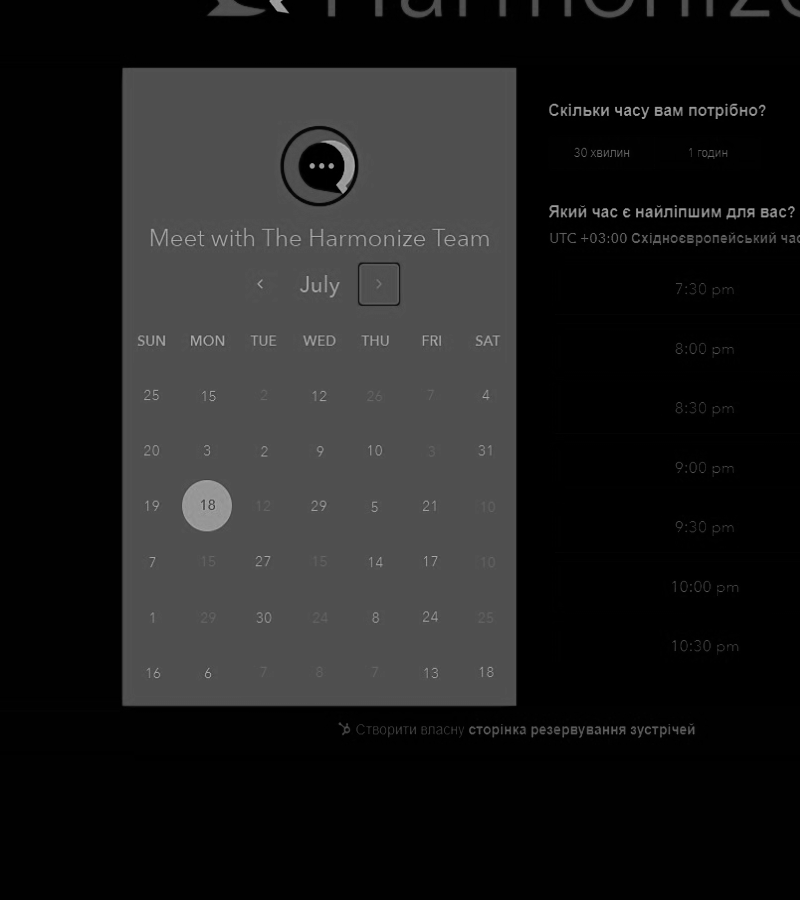 Harmonize
Meet with The Harmonize Team
July
SUN MON TUE WED THU FRI SAT
25 15 2 12 26 7 4
20 3 2 9 10 3 31
19 18 12 29 5 21 10
7 15 27 15 14 17 10
1 29 30 24 8 24 25
16 6 7 8 7 13 18
Скільки часу вам потрібно?
30 хвилин 1 годин
Який час є найліпшим для вас?
UTC +03:00 Східноєвропейський час
7:30 pm
8:00 pm
8:30 pm
9:00 pm
9:30 pm
10:00 pm
10:30 pm
Створити власну сторінка резервування зустрічей